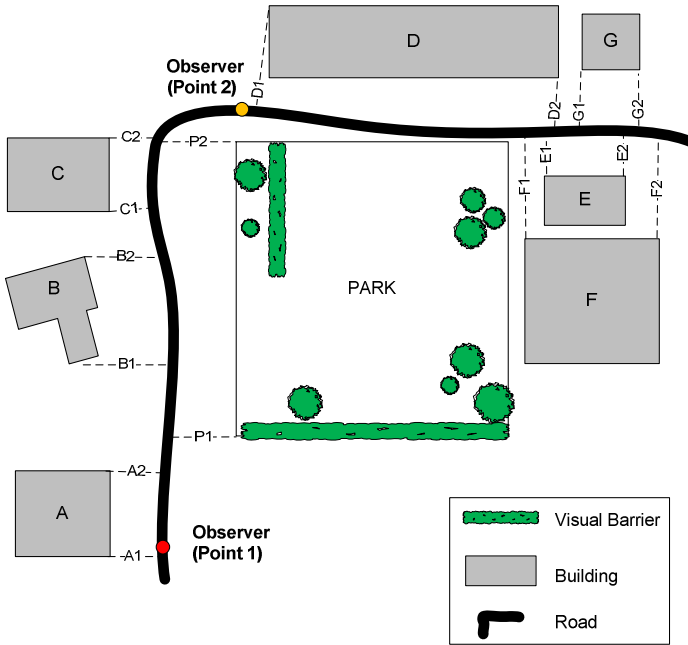 D
G
Observer
(Point 2)
D1
D2
G1
G2
C2
P2
E1
E2
C
F1
E
F2
C1
B2
B
PARK
F
B1
P1
A2
A
Observer
(Point 1)
A1
Visual Barrier
Building
Road